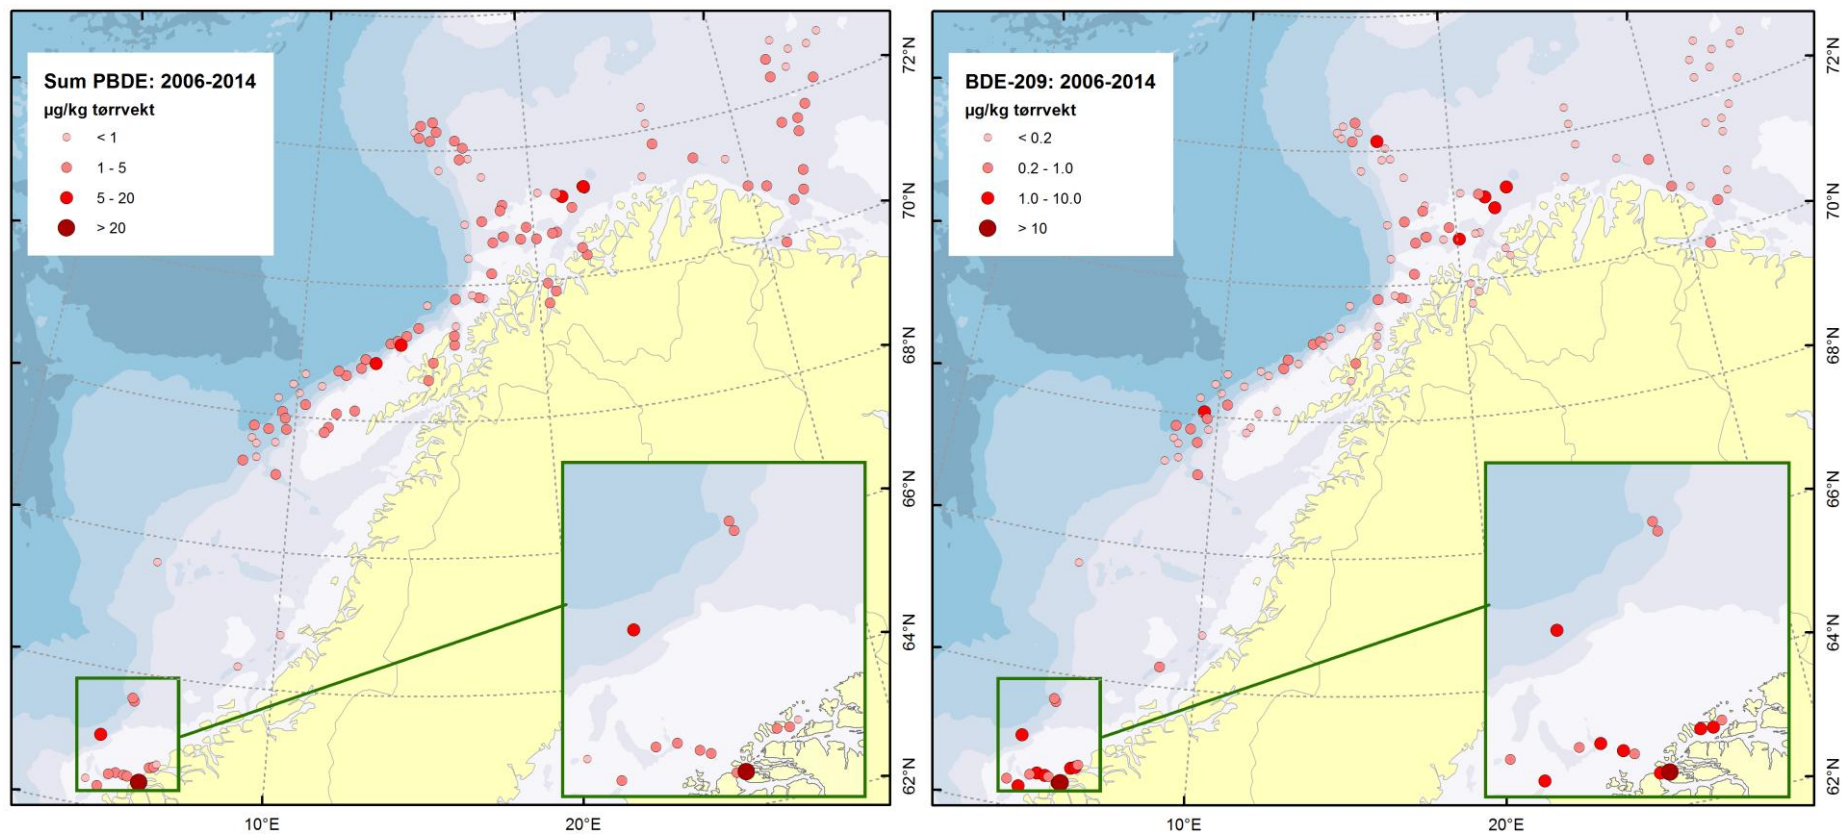 Sum PBDE: 2006-2014
µg/kg tørrvekt
< 1
1 - 5
5 - 20
> 20
72°N
70°N
68°N
66°N
64°N
62°N
10°E
20°E
BDE-209: 2006-2014
µg/kg tørrvekt
< 0.2
0.2 - 1.0
1.0 - 10.0
> 10
72°N
70°N
68°N
66°N
64°N
62°N
10°E
20°E